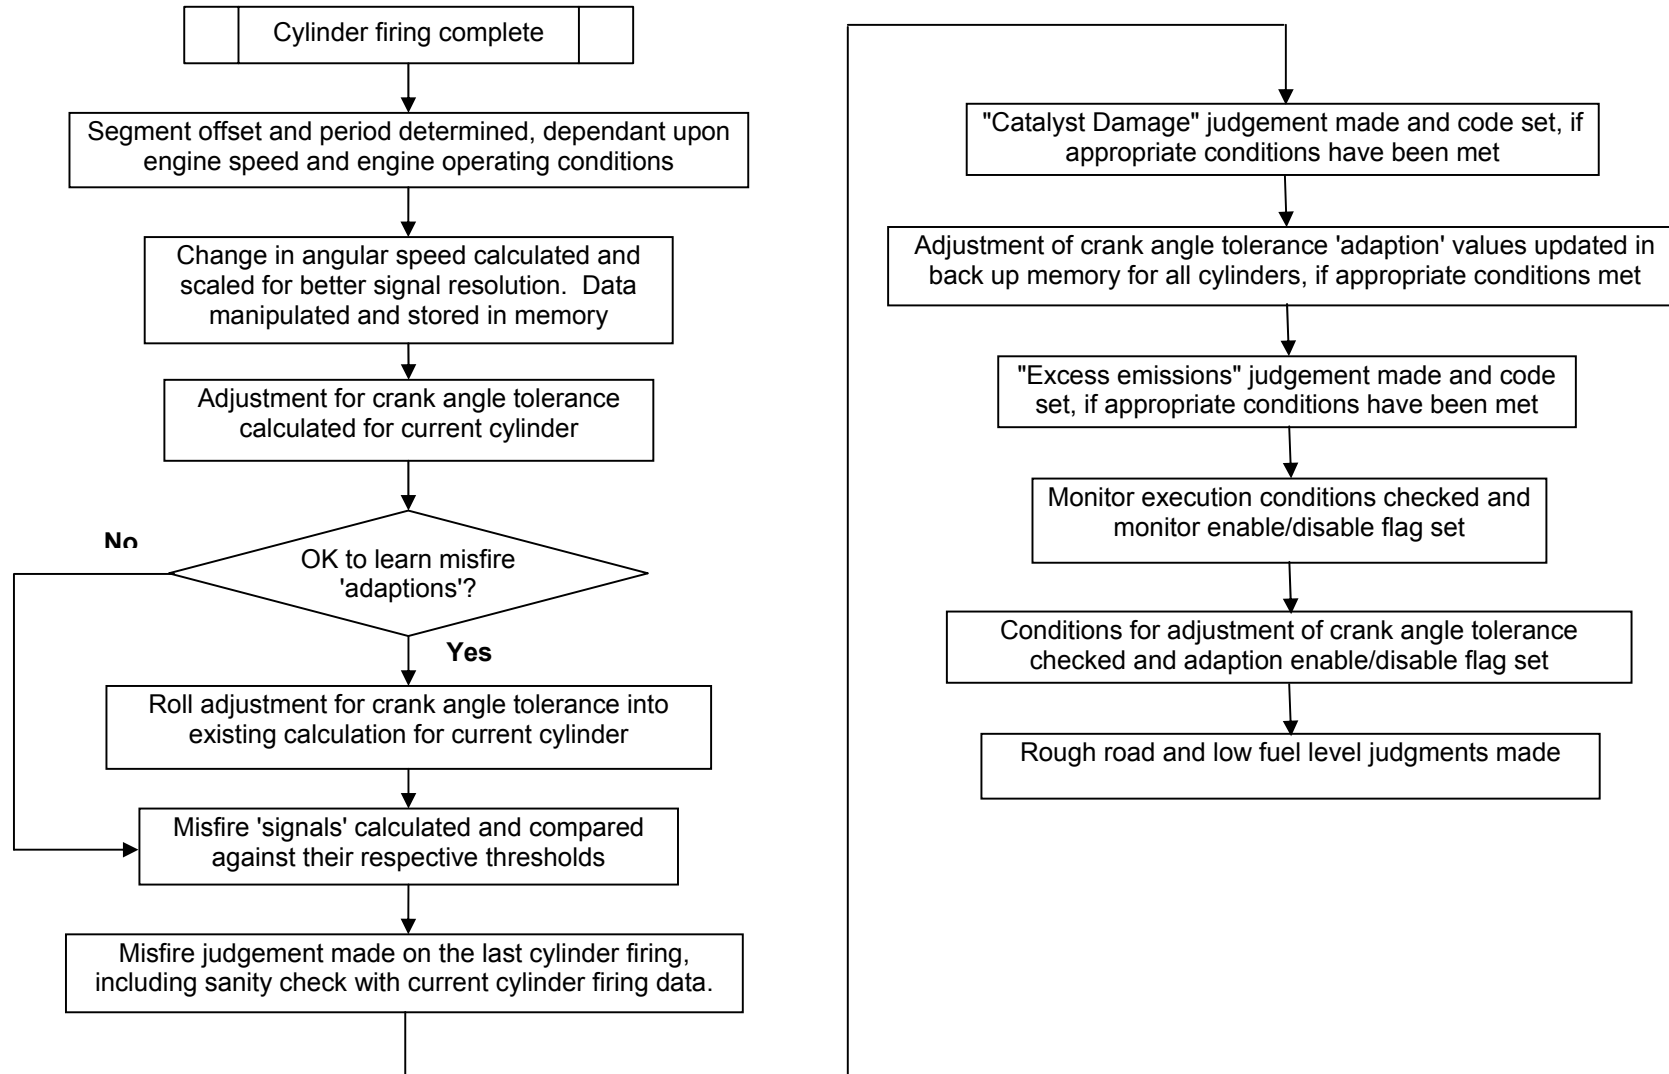 Cylinder firing complete
Segment offset and period determined, dependant upon
engine speed and engine operating conditions
Change in angular speed calculated and
scaled for better signal resolution.  Data
manipulated and stored in memory
Adjustment for crank angle tolerance
calculated for current cylinder
No
OK to learn misfire
'adaptions'?
Yes
Roll adjustment for crank angle tolerance into
existing calculation for current cylinder
Misfire 'signals' calculated and compared
against their respective thresholds
Misfire judgement made on the last cylinder firing,
including sanity check with current cylinder firing data.
"Catalyst Damage" judgement made and code set, if
appropriate conditions have been met
Adjustment of crank angle tolerance 'adaption' values updated in
back up memory for all cylinders, if appropriate conditions met
"Excess emissions" judgement made and code
set, if appropriate conditions have been met
Monitor execution conditions checked and
monitor enable/disable flag set
Conditions for adjustment of crank angle tolerance
checked and adaption enable/disable flag set
Rough road and low fuel level judgments made